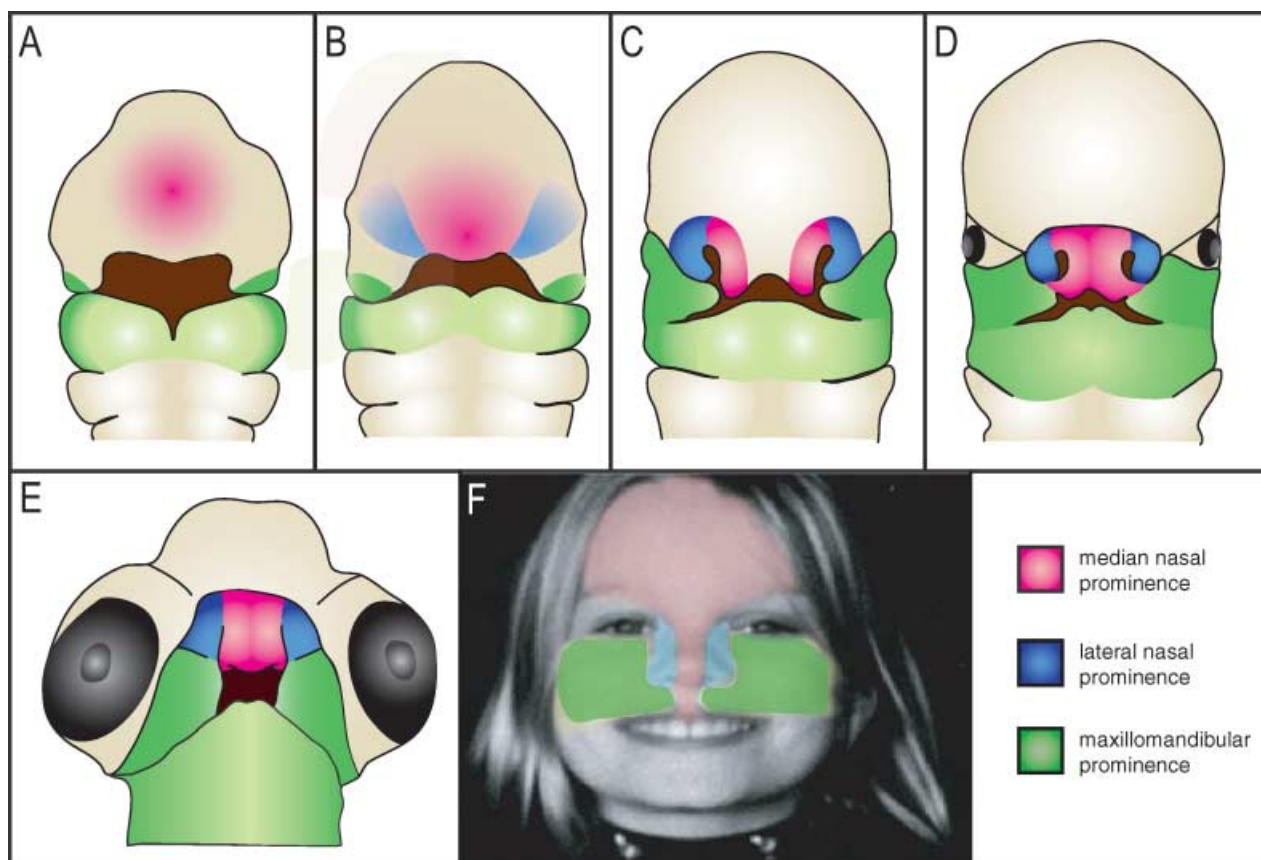 A
B
C
D
E
F
median nasal
prominence
lateral nasal
prominence
maxillomandibular
prominence